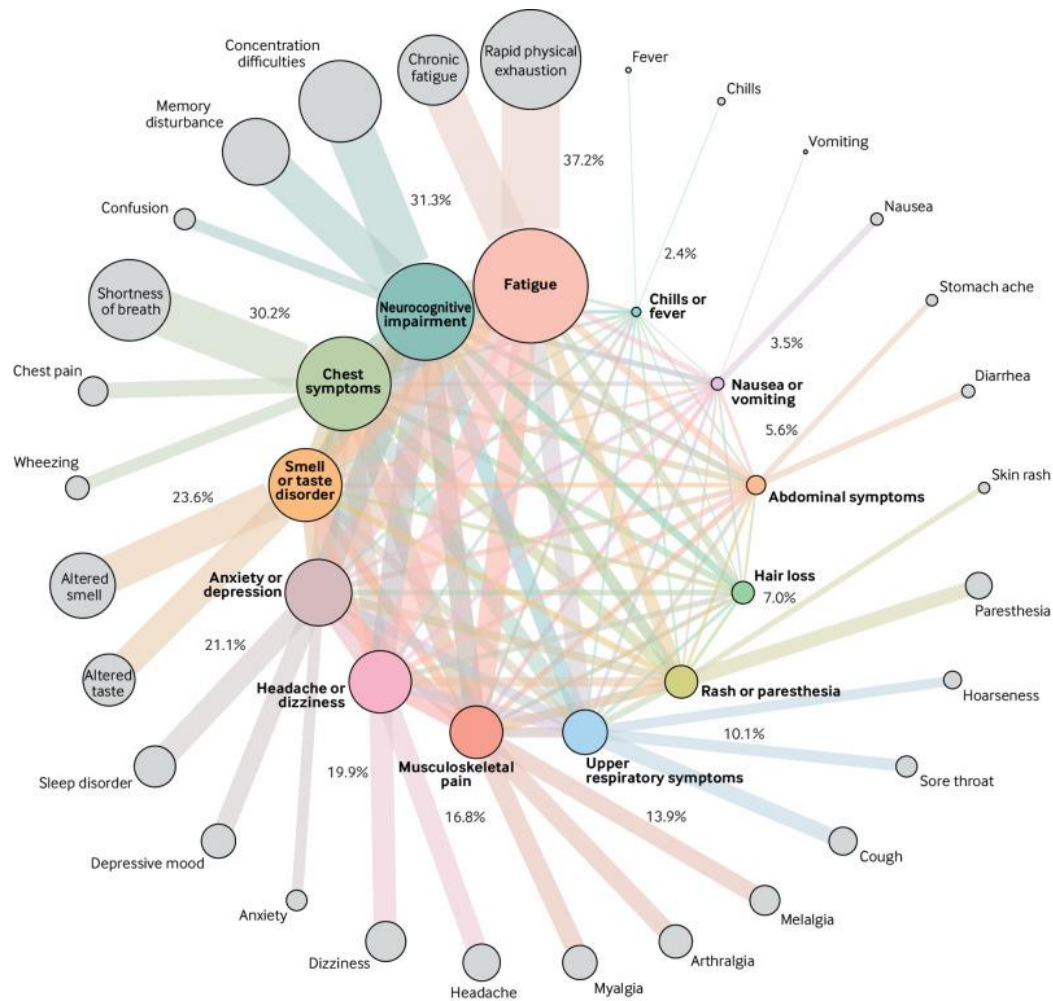 Concentration
difficulties
Chronic
fatigue
Rapid physical
exhaustion
Fever
Chills
Vomiting
Memory
disturbance
Confusion
31.3%
37.2%
2.4%
Nausea
Shortness
of breath
30.2%
Neurocognitive
impairment
Fatigue
Chills or
fever
Stomach ache
3.5%
Chest pain
Chest
symptoms
Nausea or
vomiting
Diarrhea
5.6%
Wheezing
Smell
or taste
disorder
23.6%
Abdominal symptoms
Skin rash
Altered
smell
Anxiety or
depression
Hair loss
7.0%
Paresthesia
21.1%
Altered
taste
Headache or
dizziness
Rash or paresthesia
Hoarseness
10.1%
Sleep disorder
19.9%
Musculoskeletal
pain
Upper
respiratory symptoms
Sore throat
16.8%
13.9%
Depressive mood
Cough
Anxiety
Melalgia
Dizziness
Headache
Myalgia
Arthralgia